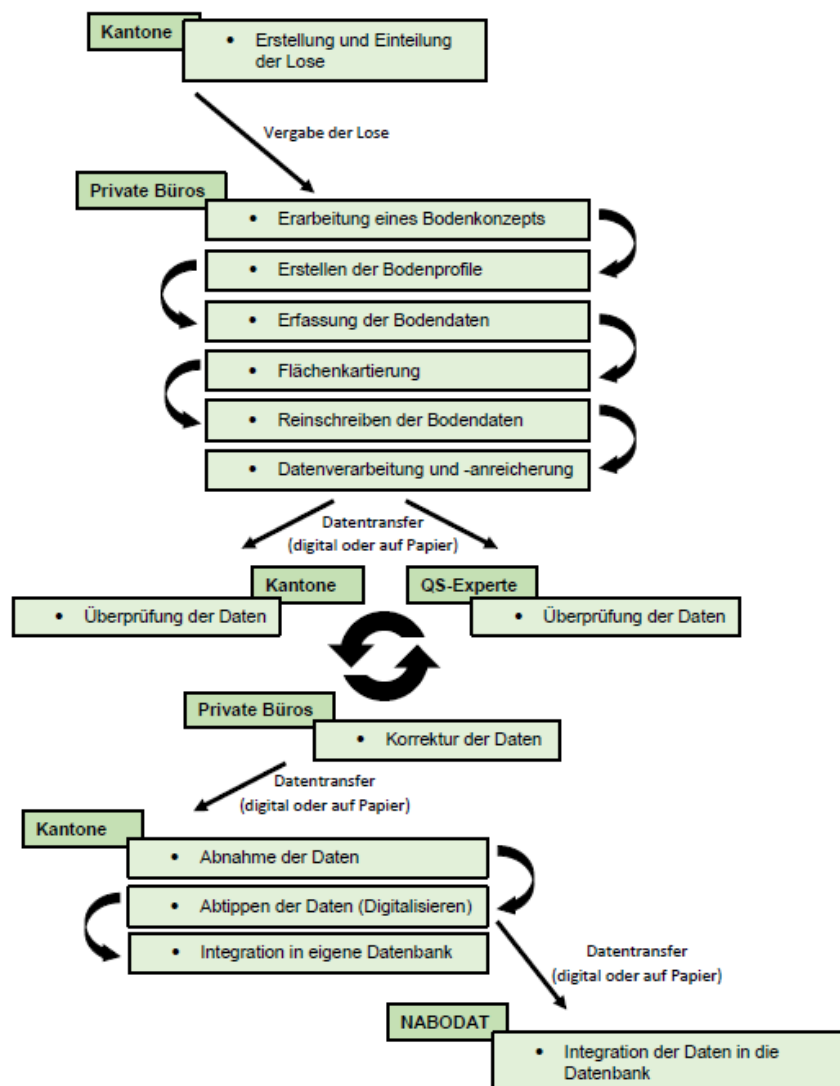 Kantone
• Erstellung und Einteilung
der Lose
Vergabe der Lose
Private Büros
• Erarbeitung eines Bodenkonzepts
• Erstellen der Bodenprofile
• Erfassung der Bodendaten
• Flächenkartierung
• Reinschreiben der Bodendaten
• Datenverarbeitung und -anreicherung
Datentransfer
(digital oder auf Papier)
Kantone
• Überprüfung der Daten
QS-Experte
• Überprüfung der Daten
Private Büros
• Korrektur der Daten
Datentransfer
(digital oder auf Papier)
Kantone
• Abnahme der Daten
• Abtippen der Daten (Digitalisieren)
• Integration in eigene Datenbank
Datentransfer
(digital oder auf Papier)
NABODAT
• Integration der Daten in die
Datenbank